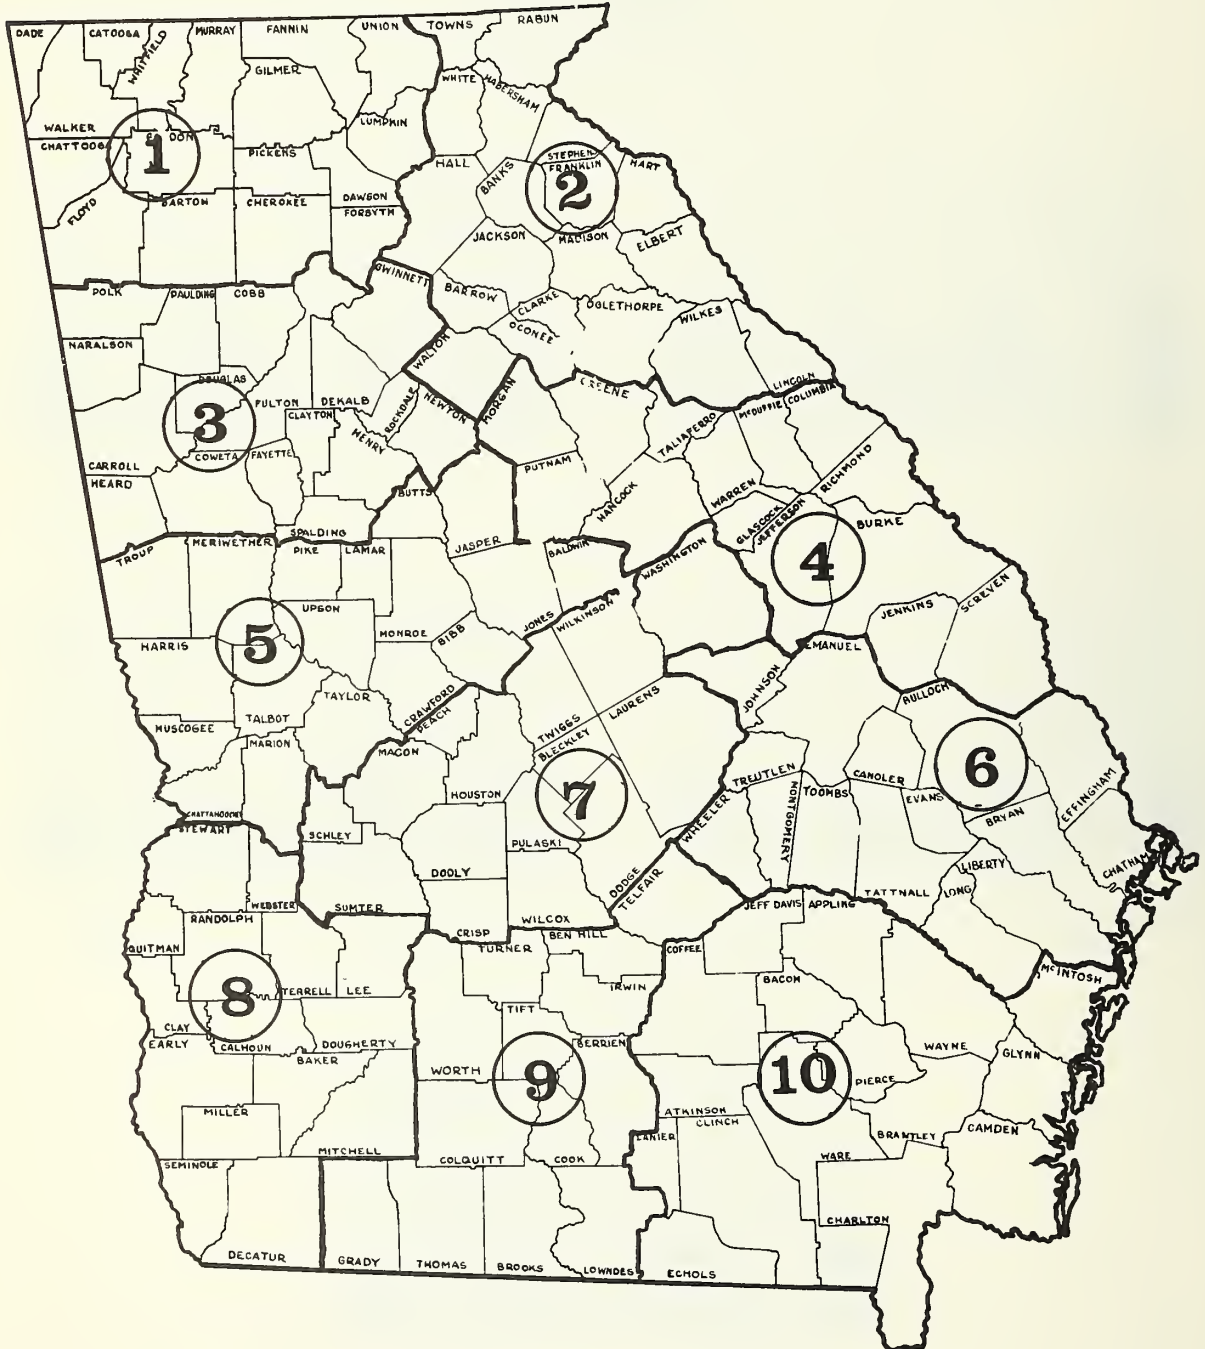 DADE
CATOOSA
WHITFIELD
MURRAY
FANNIN
UNION
TOWNS
RABUN
GILMER
WHITE
HABERSHAM
LUMPKIN
WALKER
CHATTOOG
DON
1
PICKENS
HALL
BANKS
STEPHEN
FRANKLIN
2
HART
FLOYD
BARTON
CHEROKEE
DAWSON
FORSYTH
JACKSON
MADISON
ELBERT
GWINNETT
BARROW
CLARKE
OGLETHORPE
WILKES
OCONEE
POLK
PAULDING
COBB
NARALSON
WALTON
LINCOLN
DOUGLAS
3
FULTON
DEKALB
CLAYTON
ROCKDALE
NEWTON
MORGAN
GREENE
HENRY
TALIAFERRO
McDUFFIE
COLUMBIA
CARROLL
HEARD
COWETA
FAYETTE
PUTNAM
HANCOCK
WARREN
RICHMOND
BUTTS
SPALDING
GLASCOCK
JEFFERSON
BURKE
4
TROUP
MERIWETHER
PIKE
LAMAR
JASPER
BALDWIN
WASHINGTON
JENKINS
SCREVEN
UPSON
5
HARRIS
MONROE
BIBB
JONES
WILKINSON
EMANUEL
JOHNSON
TAYLOR
CRAWFORD
PEACH
LAURENS
BULLOCH
MUSCOGEE
TALBOT
MARION
MACON
TWIGGS
BLECKLEY
6
HOUSTON
7
TREUTLEN
MONTGOMERY
TOOMBS
CANDLER
EVANS
BRYAN
EFFINGHAM
CHATTAHOOCHEE
STEWART
SCHLEY
PULASKI
WHEELER
CHATHAM
DOOLY
DODGE
TELFAIR
LIBERTY
LONG
TATTNALL
WEBSTER
SUMTER
RANDOLPH
QUITMAN
CRISP
WILCOX
BEN HILL
TURNER
JEFF DAVIS
APPLING
COFFEE
McINTOSH
8
TERRELL
LEE
IRWIN
BACON
TIFT
CLAY
EARLY
CALHOUN
DOUGHERTY
BAKER
BERRIEN
WAYNE
GLYNN
WORTH
9
10
PIERCE
MILLER
ATKINSON
CLINCH
LANIER
BRANTLEY
CAMDEN
SEMINOLE
MITCHELL
COLQUITT
COOK
WARE
CHARLTON
DECATUR
GRADY
THOMAS
BROOKS
LOWNDES
ECHOLS